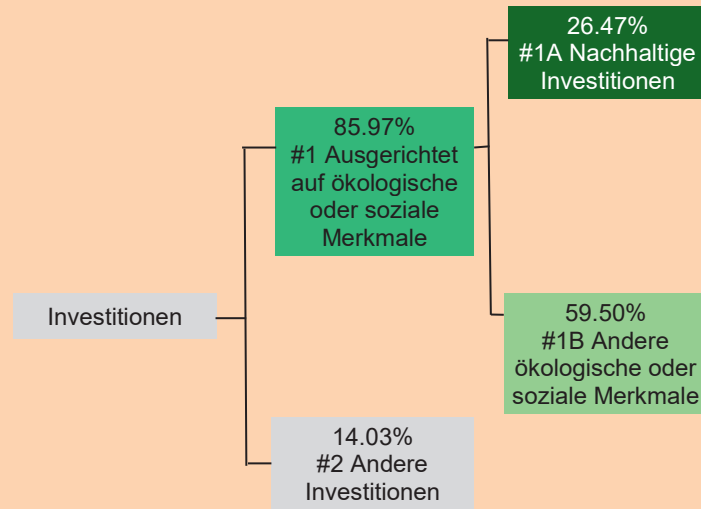 26.47%
#1A Nachhaltige
Investitionen
85.97%
#1 Ausgerichtet
auf ökologische
oder soziale
Merkmale
Investitionen
59.50%
#1B Andere
ökologische oder
soziale Merkmale
14.03%
#2 Andere
Investitionen